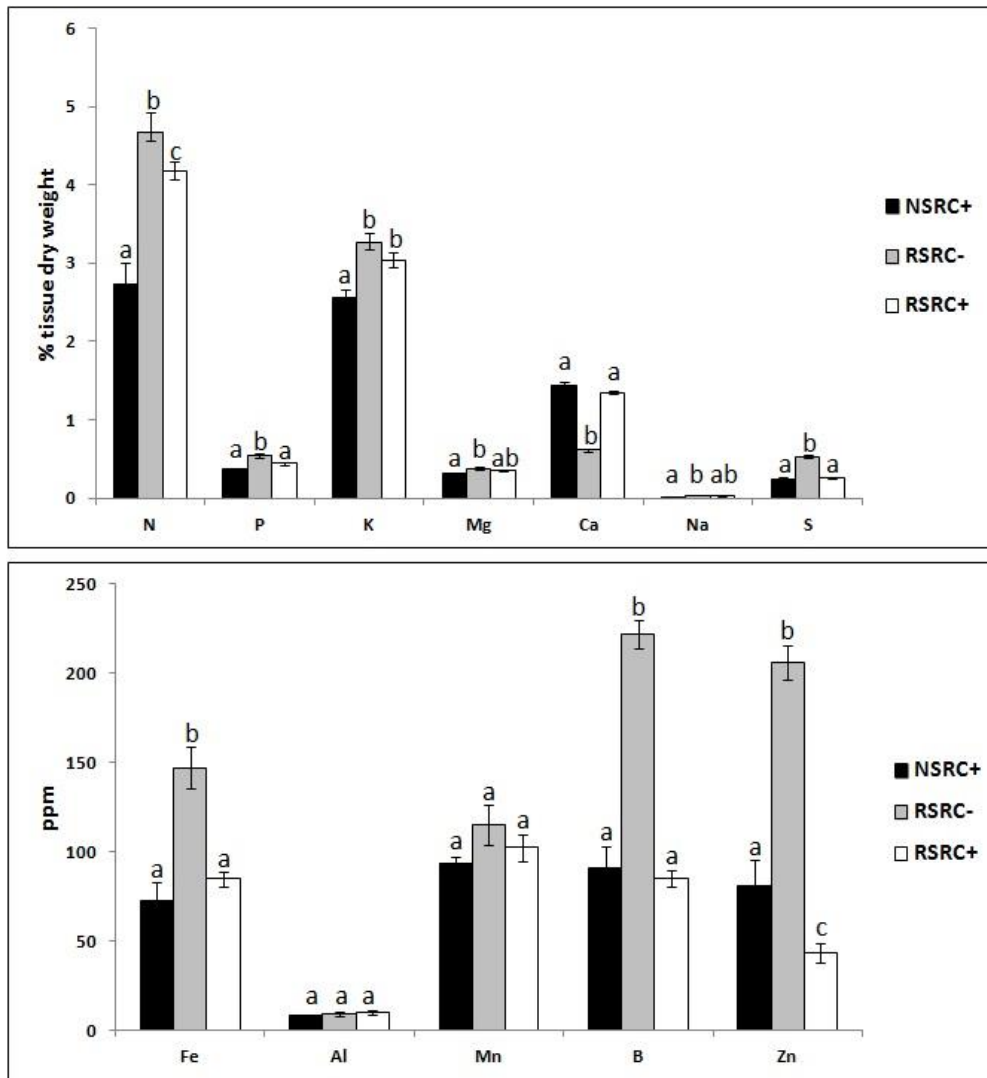 6
5
4
3
2
1
0
% tissue dry weight
b
c
a
b
b
a
a b a
a b ab
a
a
b
a b ab
b
a
a
N P K Mg Ca Na S
NSRC+
RSRC-
RSRC+
250
200
150
100
50
0
ppm
b
a
a
a a a
a
a
a
b
a
a
b
a
c
Fe Al Mn B Zn
NSRC+
RSRC-
RSRC+